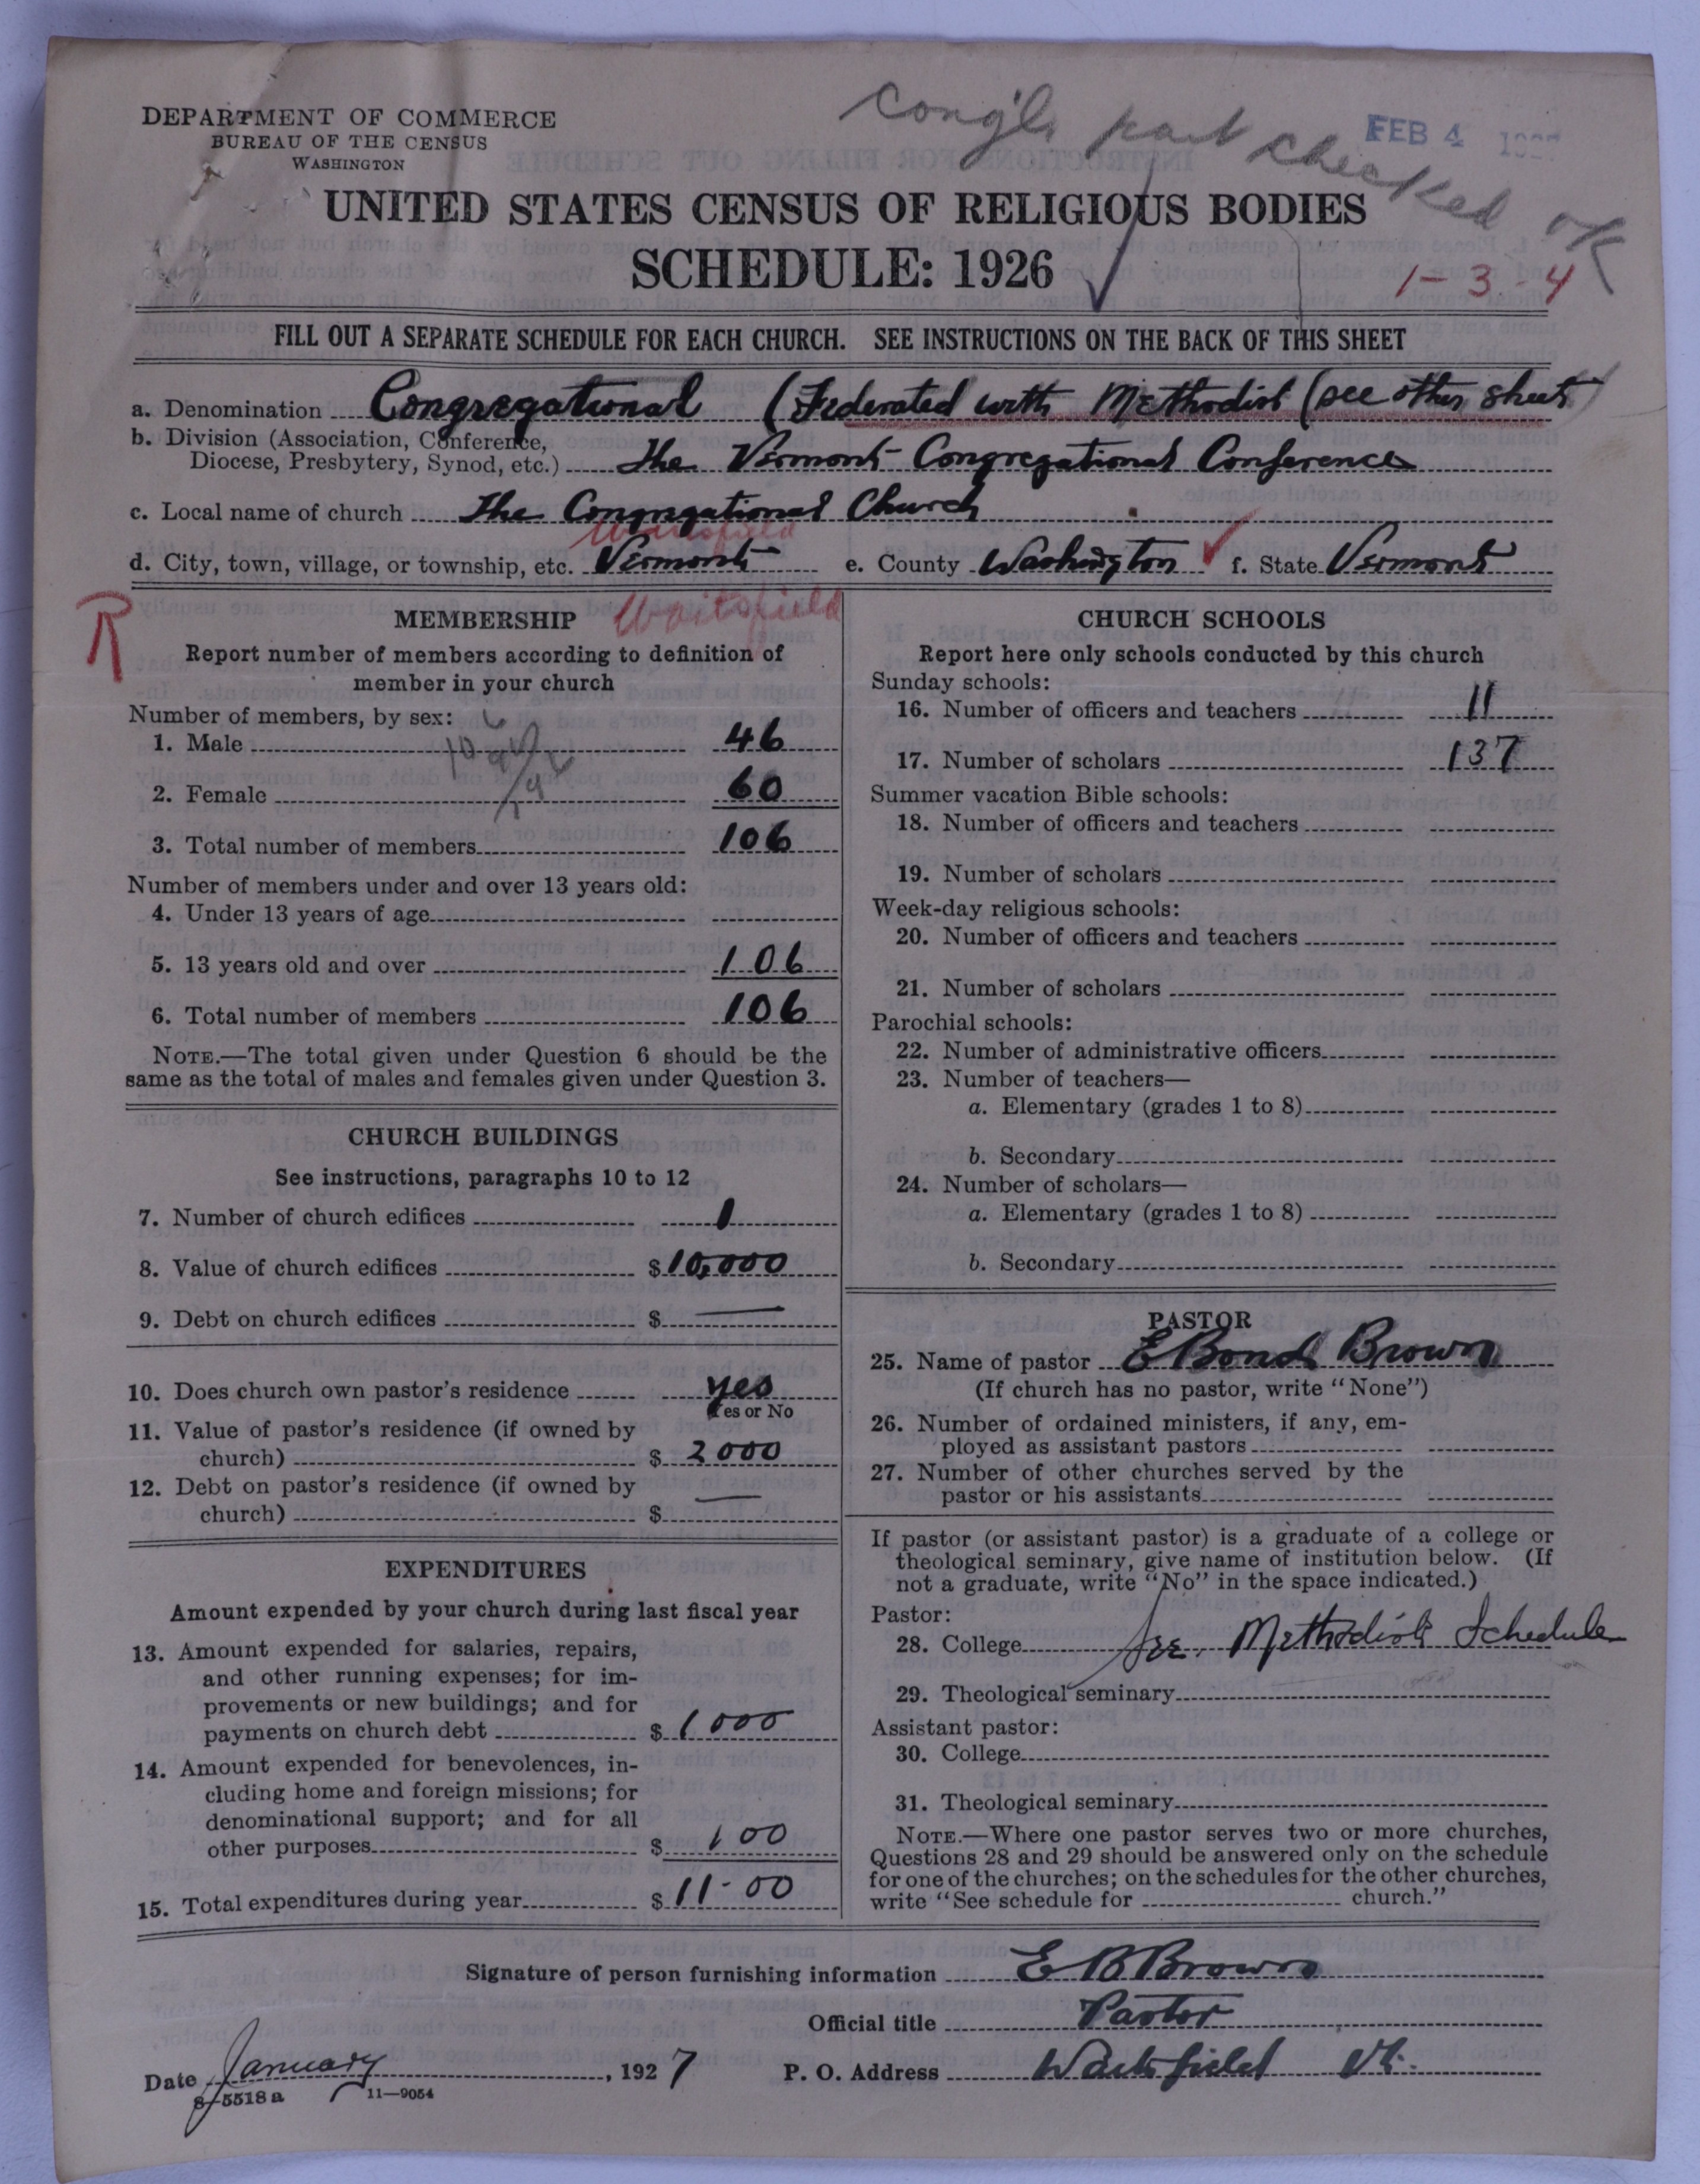 cong'l part checked OK
FEB 4
DEPARTMENT OF COMMERCE
BUREAU OF THE CENSUS
WASHINGTON
UNITED STATES CENSUS OF RELIGIOUS BODIES
SCHEDULE: 1926
1-3-4
FILL OUT A SEPARATE SCHEDULE FOR EACH CHURCH. SEE INSTRUCTIONS ON THE BACK OF THIS SHEET
a. Denomination Congregational (Federated with Methodist (see other sheet)
b. Division (Association, Conference,
Diocese, Presbytery, Synod, etc.) The Vermont Congregational Conference
c. Local name of church The Congregational Church
Waitsfield
d. City, town, village, or township, etc. Vermont e. County Washington f. State Vermont
R
Waitsfield
MEMBERSHIP
Report number of members according to definition of
member in your church
Number of members, by sex:
1. Male 46
2. Female 60
3. Total number of members 106
Number of members under and over 13 years old:
4. Under 13 years of age
5. 13 years old and over 106
6. Total number of members 106
NOTE.—The total given under Question 6 should be the
same as the total of males and females given under Question 3.
CHURCH BUILDINGS
See instructions, paragraphs 10 to 12
7. Number of church edifices 1
8. Value of church edifices $10,000
9. Debt on church edifices $ —
10. Does church own pastor's residence yes
Yes or No
11. Value of pastor's residence (if owned by
church) $ 2000
12. Debt on pastor's residence (if owned by
church) $ —
EXPENDITURES
Amount expended by your church during last fiscal year
13. Amount expended for salaries, repairs,
and other running expenses; for im-
provements or new buildings; and for
payments on church debt $ 1000
14. Amount expended for benevolences, in-
cluding home and foreign missions; for
denominational support; and for all
other purposes $ 100
15. Total expenditures during year $ 11-00
CHURCH SCHOOLS
Report here only schools conducted by this church
Sunday schools:
16. Number of officers and teachers 11
17. Number of scholars 137
Summer vacation Bible schools:
18. Number of officers and teachers
19. Number of scholars
Week-day religious schools:
20. Number of officers and teachers
21. Number of scholars
Parochial schools:
22. Number of administrative officers
23. Number of teachers—
a. Elementary (grades 1 to 8)
b. Secondary
24. Number of scholars—
a. Elementary (grades 1 to 8)
b. Secondary
PASTOR
25. Name of pastor E Bond Brown
(If church has no pastor, write "None")
26. Number of ordained ministers, if any, em-
ployed as assistant pastors
27. Number of other churches served by the
pastor or his assistants
If pastor (or assistant pastor) is a graduate of a college or
theological seminary, give name of institution below. (If
not a graduate, write "No" in the space indicated.)
Pastor:
28. College See Methodist Schedule
29. Theological seminary
Assistant pastor:
30. College
31. Theological seminary
NOTE.—Where one pastor serves two or more churches,
Questions 28 and 29 should be answered only on the schedule
for one of the churches; on the schedules for the other churches,
write "See schedule for church."
Signature of person furnishing information E B Brown
Official title Pastor
Date January, 1927 P. O. Address Waitsfield Vt.
8-5518a 11—9054